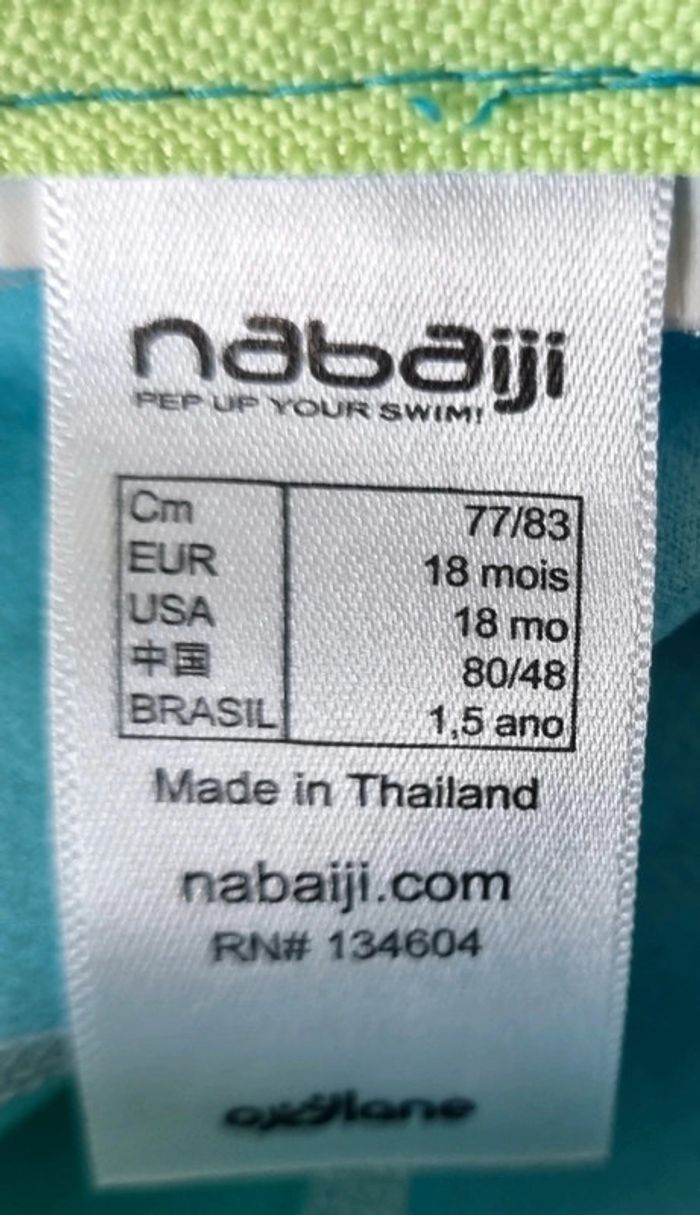 nabaiji
PEP UP YOUR SWIM!
Cm 77/83
EUR 18 mois
USA 18 mo
中国 80/48
BRASIL 1,5 ano
Made in Thailand
nabaiji.com
RN# 134604
oxylane